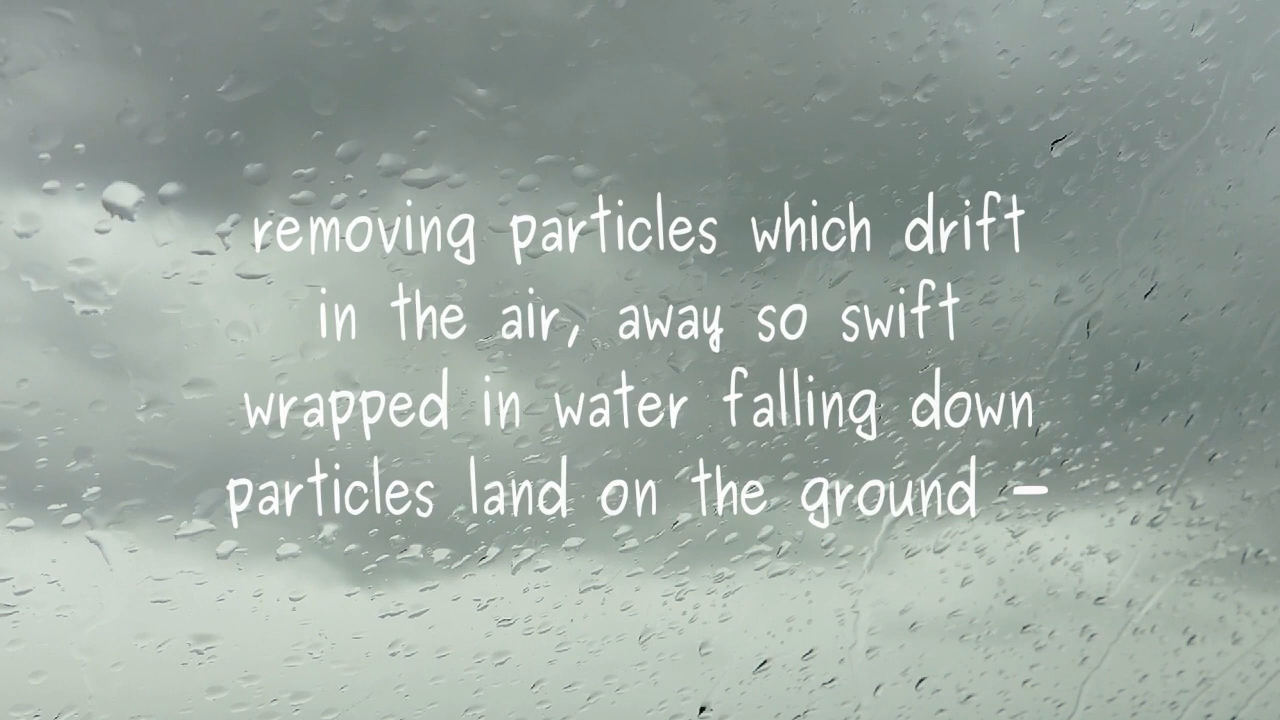 removing particles which drift
in the air, away so swift
wrapped in water falling down
particles land on the ground –